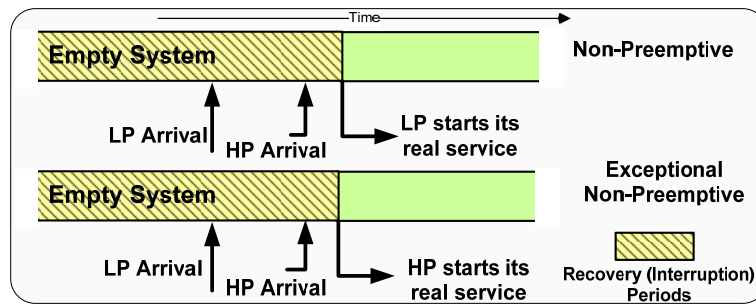 Time
Empty System
Non-Preemptive
LP Arrival
HP Arrival
LP starts its
real service
Empty System
Exceptional
Non-Preemptive
LP Arrival
HP Arrival
HP starts its
real service
Recovery (Interruption)
Periods